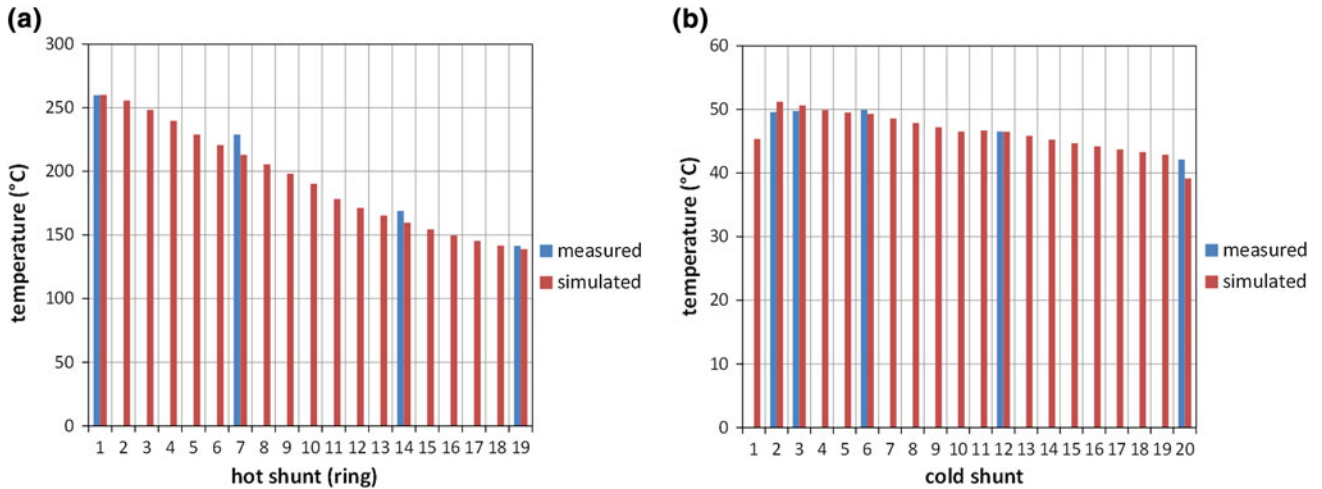 (a)
300
250
200
150
100
50
0
temperature (°C)
1 2 3 4 5 6 7 8 9 10 11 12 13 14 15 16 17 18 19
hot shunt (ring)
measured
simulated
(b)
60
50
40
30
20
10
0
temperature (°C)
1 2 3 4 5 6 7 8 9 10 11 12 13 14 15 16 17 18 19 20
cold shunt
measured
simulated